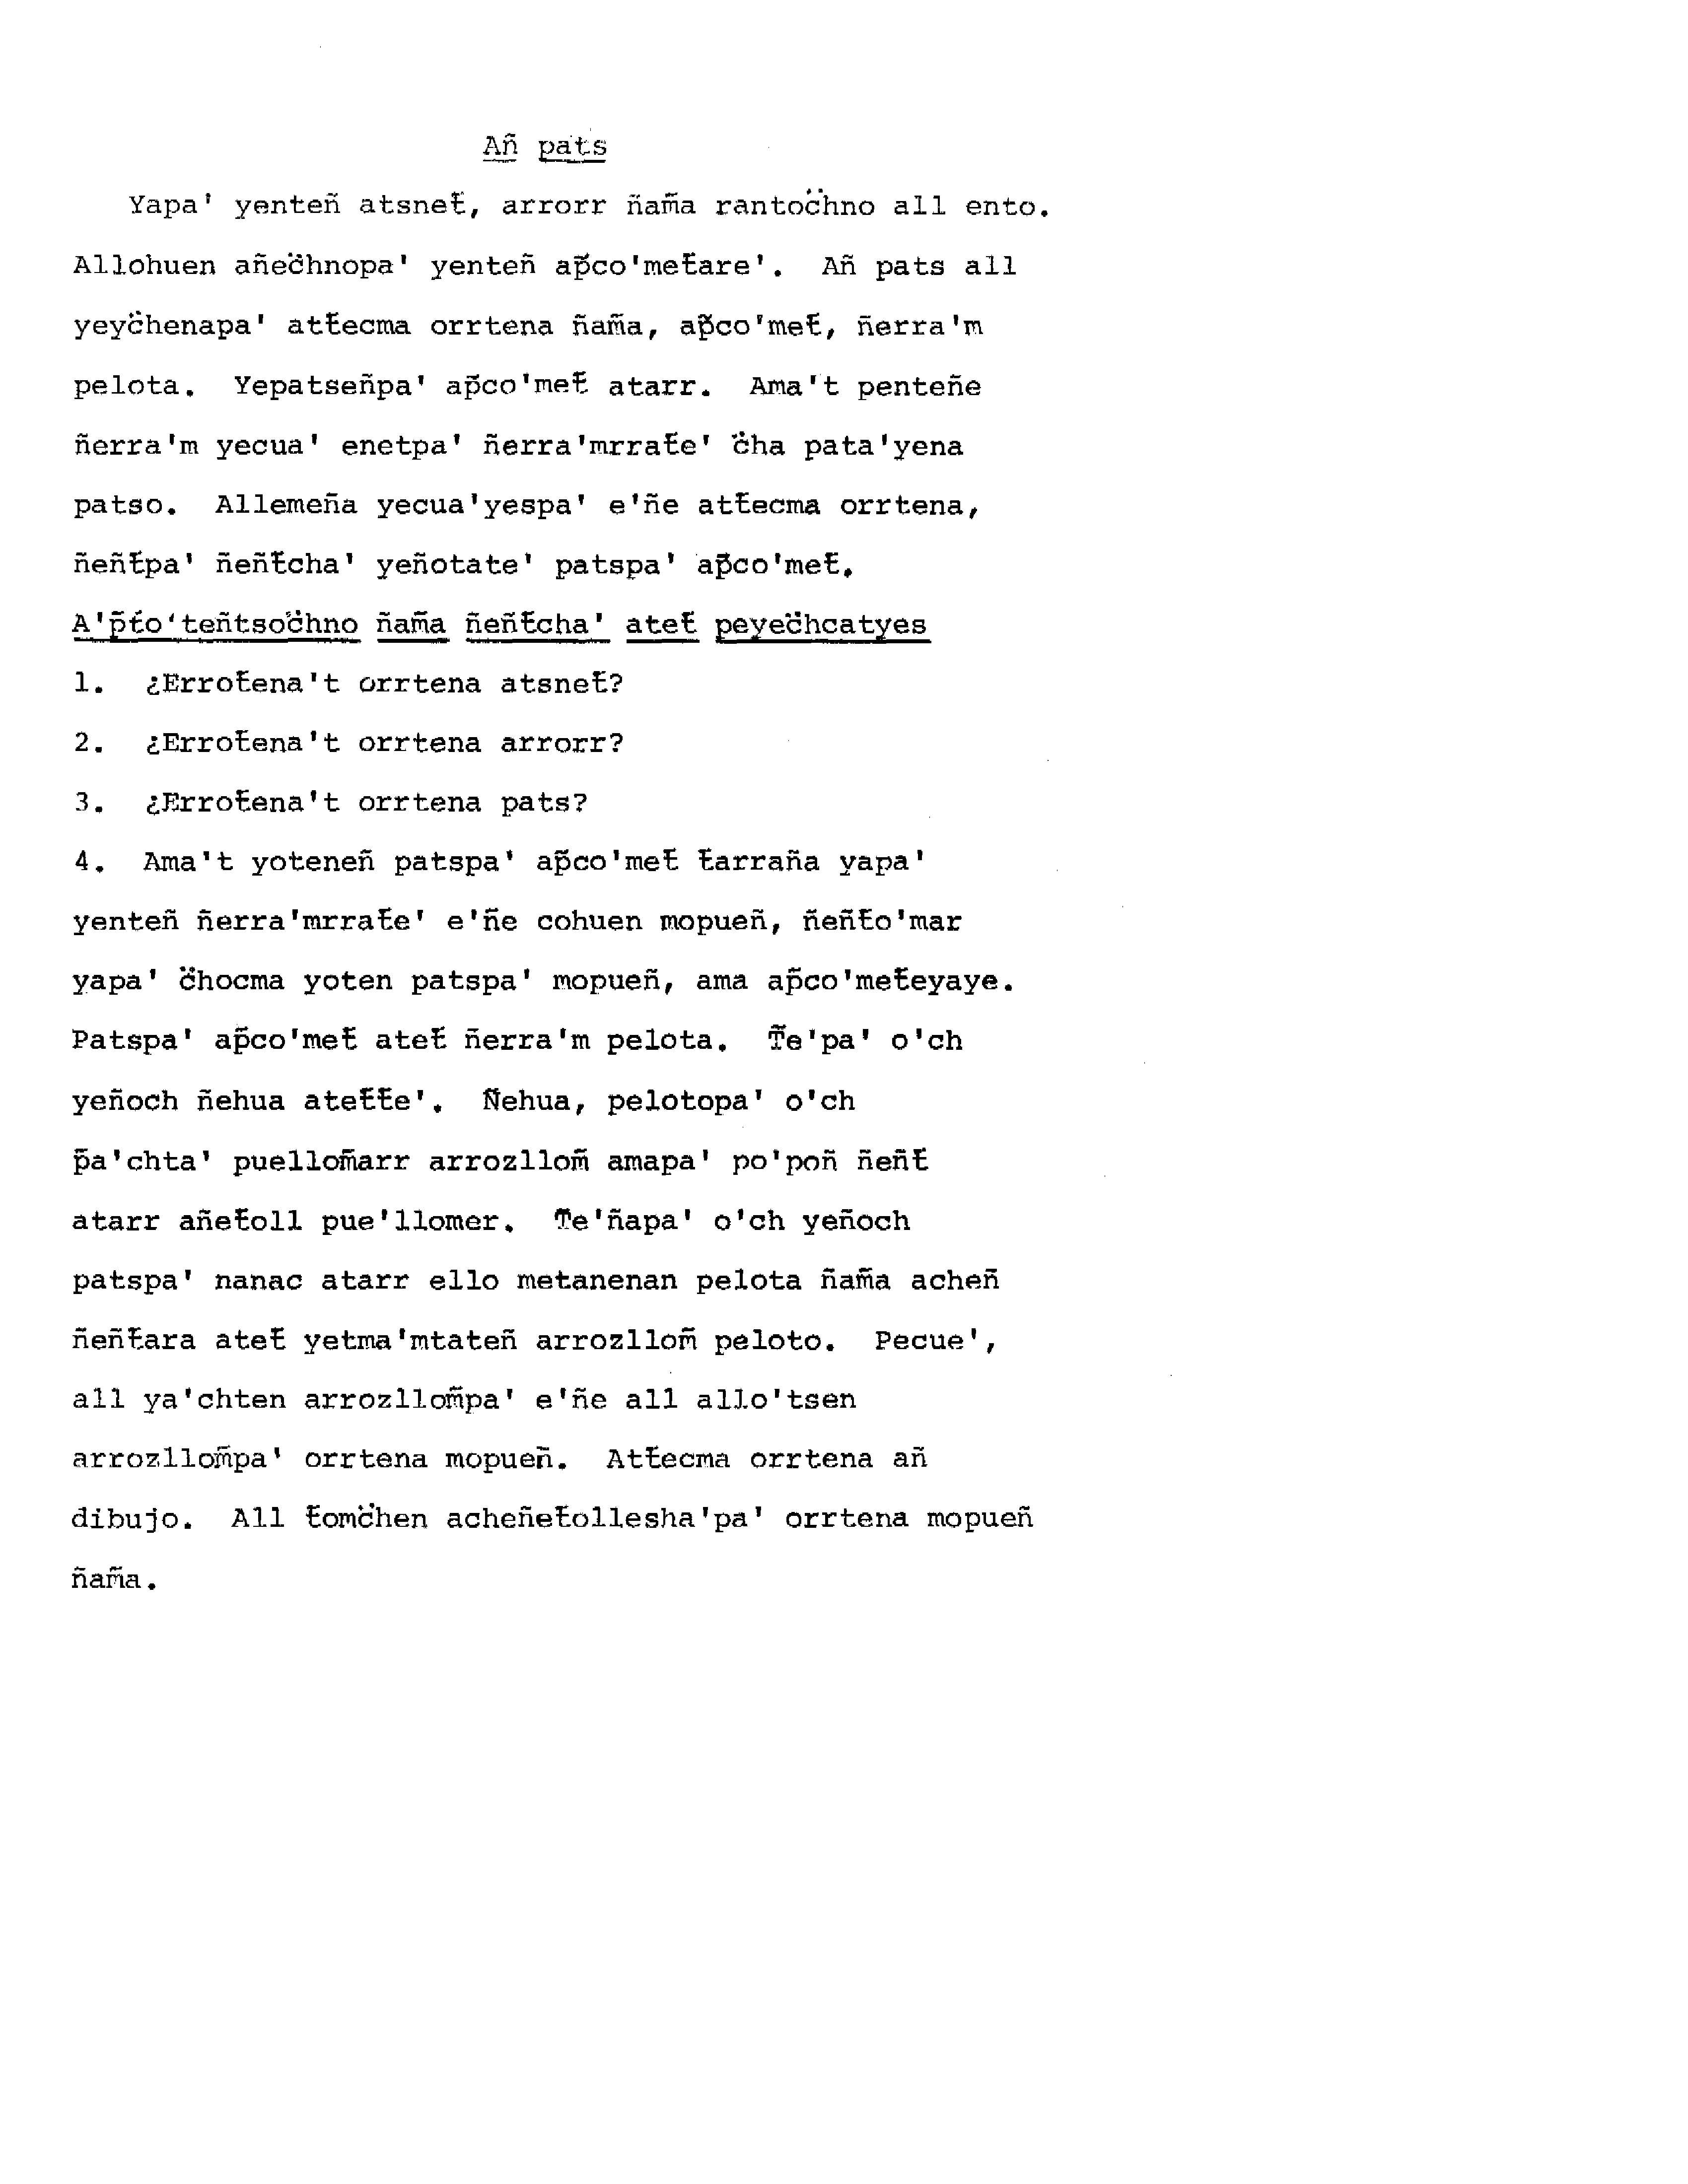 Añ pats
Yapa' yenteñ atsnet̃, arrorr ñam̃a rantoc̈hno all ento.
Allohuen añec̈hnopa' yenteñ ap̃co'met̃are'. Añ pats all
yeyc̈henapa' att̃ecma orrtena ñam̃a, ap̃co'met̃, ñerra'm
pelota. Yepatseñpa' ap̃co'met̃ atarr. Ama't penteñe
ñerra'm yecua' enetpa' ñerra'mrrat̃e' c̈ha pata'yena
patso. Allemeña yecua'yespa' e'ñe att̃ecma orrtena,
ñeñt̃pa' ñeñt̃cha' yeñotate' patspa' ap̃co'met̃.
A'p̃t̃o'teñtsoc̈hno ñam̃a ñeñt̃cha' atet̃ peyec̈hcatyes
1. ¿Errot̃ena't orrtena atsnet̃?
2. ¿Errot̃ena't orrtena arrorr?
3. ¿Errot̃ena't orrtena pats?
4. Ama't yoteneñ patspa' ap̃co'met̃ t̃arraña yapa'
yenteñ ñerra'mrrat̃e' e'ñe cohuen mopueñ, ñeñt̃o'mar
yapa' c̈hocma yoten patspa' mopueñ, ama ap̃co'met̃eyaye.
Patspa' ap̃co'met̃ atet̃ ñerra'm pelota. T̃e'pa' o'ch
yeñoch ñehua atet̃t̃e'. Ñehua, pelotopa' o'ch
p̃a'chta' puellom̃arr arrozllom̃ amapa' po'poñ ñeñt̃
atarr añet̃oll pue'llomer. T̃e'ñapa' o'ch yeñoch
patspa' nanac atarr ello metanenan pelota ñam̃a acheñ
ñeñt̃ara atet̃ yetma'mtateñ arrozllom̃ peloto. Pecue',
all ya'chten arrozllom̃pa' e'ñe all allo'tsen
arrozllom̃pa' orrtena mopueñ. Att̃ecma orrtena añ
dibujo. All t̃omc̈hen acheñet̃ollesha'pa' orrtena mopueñ
ñam̃a.